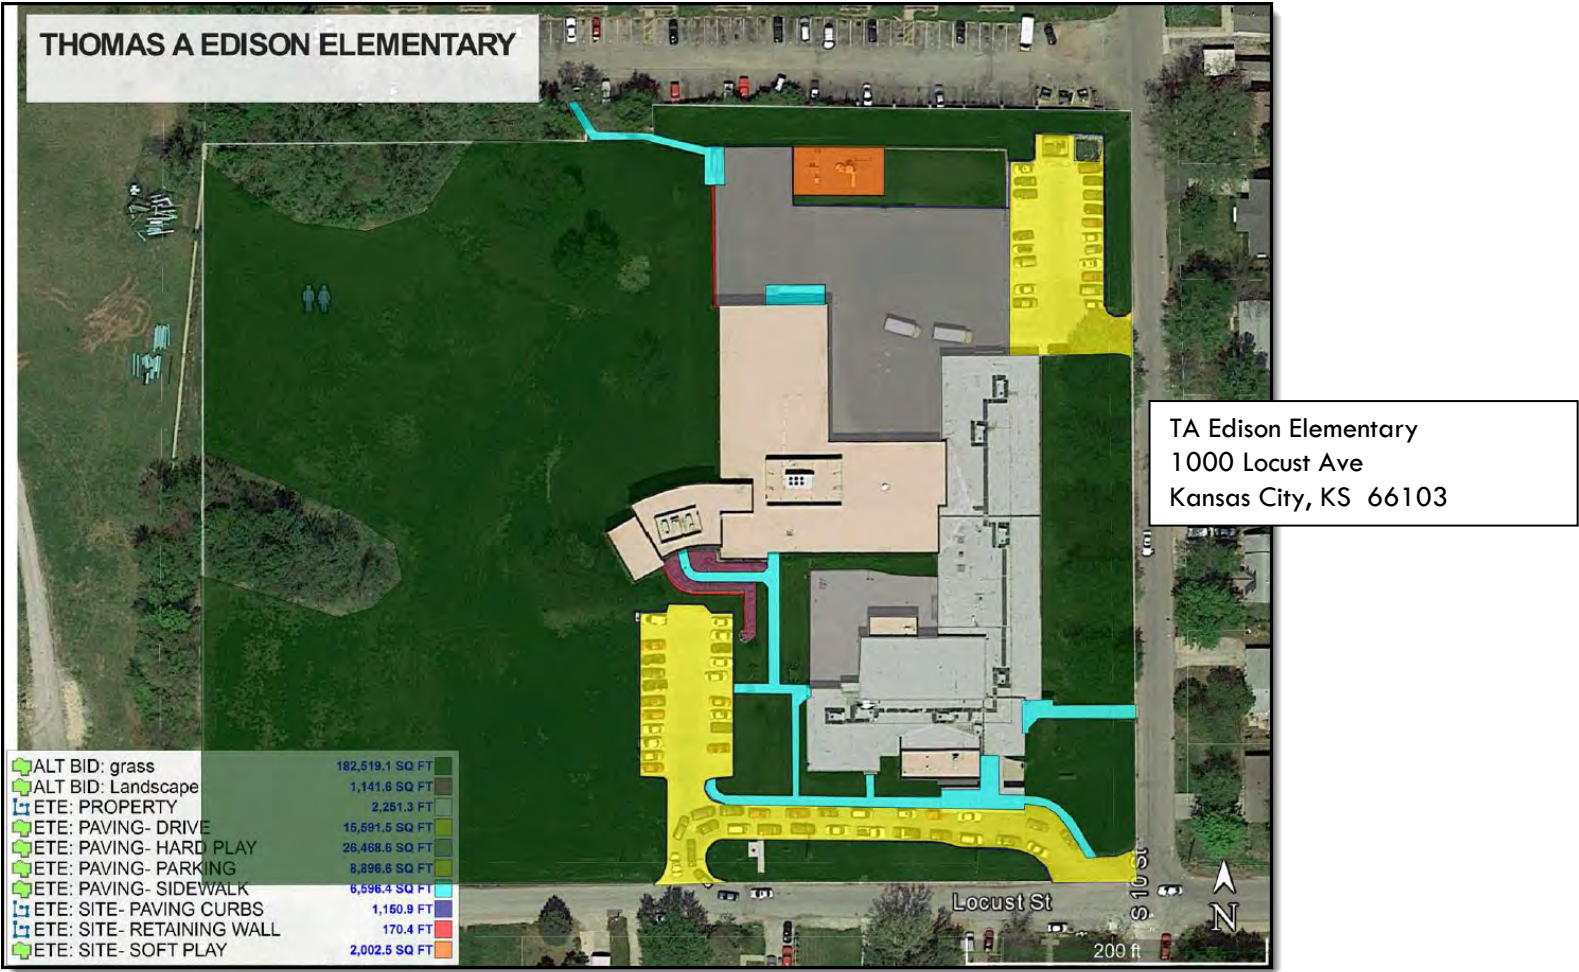 THOMAS A EDISON ELEMENTARY
TA Edison Elementary
1000 Locust Ave
Kansas City, KS 66103
ALT BID: grass 182,519.1 SQ FT
ALT BID: Landscape 1,141.6 SQ FT
ETE: PROPERTY 2,251.3 FT
ETE: PAVING- DRIVE 15,591.5 SQ FT
ETE: PAVING- HARD PLAY 26,468.6 SQ FT
ETE: PAVING- PARKING 8,896.6 SQ FT
ETE: PAVING- SIDEWALK 6,596.4 SQ FT
ETE: SITE- PAVING CURBS 1,150.9 FT
ETE: SITE- RETAINING WALL 170.4 FT
ETE: SITE- SOFT PLAY 2,002.5 SQ FT
Locust St
S 10 St
N
200 ft